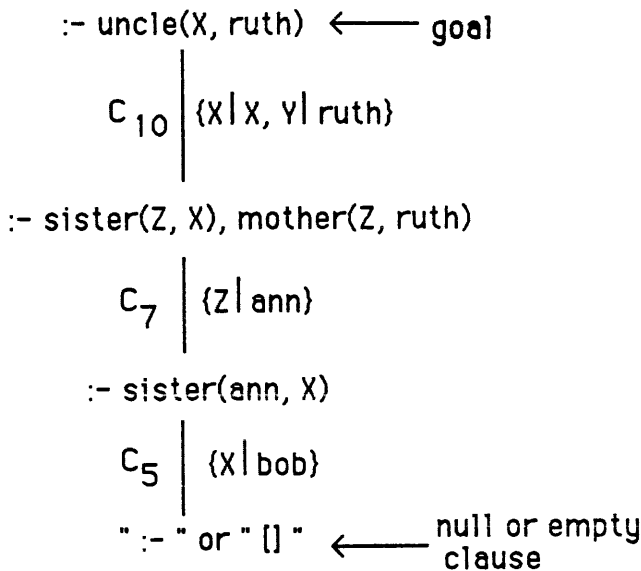 :- uncle(X, ruth) ← goal
C10 {X|X, Y|ruth}
:- sister(Z, X), mother(Z, ruth)
C7 {Z|ann}
:- sister(ann, X)
C5 {X|bob}
" :- " or " [] " ← null or empty
clause